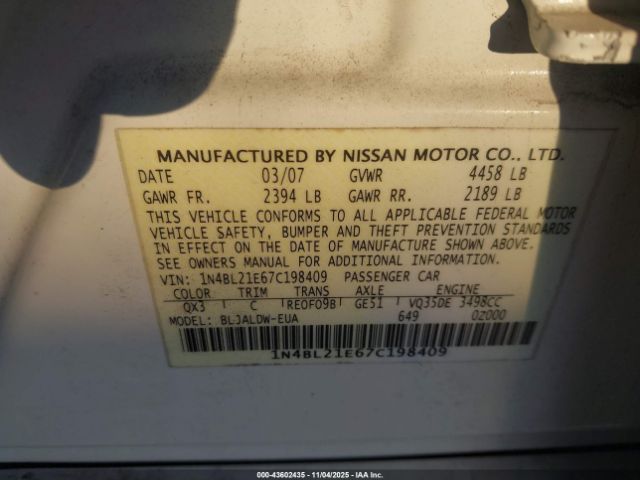 MANUFACTURED BY NISSAN MOTOR CO., LTD.
DATE 03/07 GVWR 4458 LB
GAWR FR. 2394 LB GAWR RR. 2189 LB
THIS VEHICLE CONFORMS TO ALL APPLICABLE FEDERAL MOTOR
VEHICLE SAFETY, BUMPER AND THEFT PREVENTION STANDARDS
IN EFFECT ON THE DATE OF MANUFACTURE SHOWN ABOVE.
SEE OWNERS MANUAL FOR ADDITIONAL INFORMATION.
VIN: 1N4BL21E67C198409 PASSENGER CAR
COLOR TRIM TRANS AXLE ENGINE
QX3 C RE0F09B GE51 VQ35DE 3498CC
MODEL: BLJALDW-EUA 649 0Z000
1N4BL21E67C198409
000-43602435 - 11/04/2025 - IAAI, Inc.